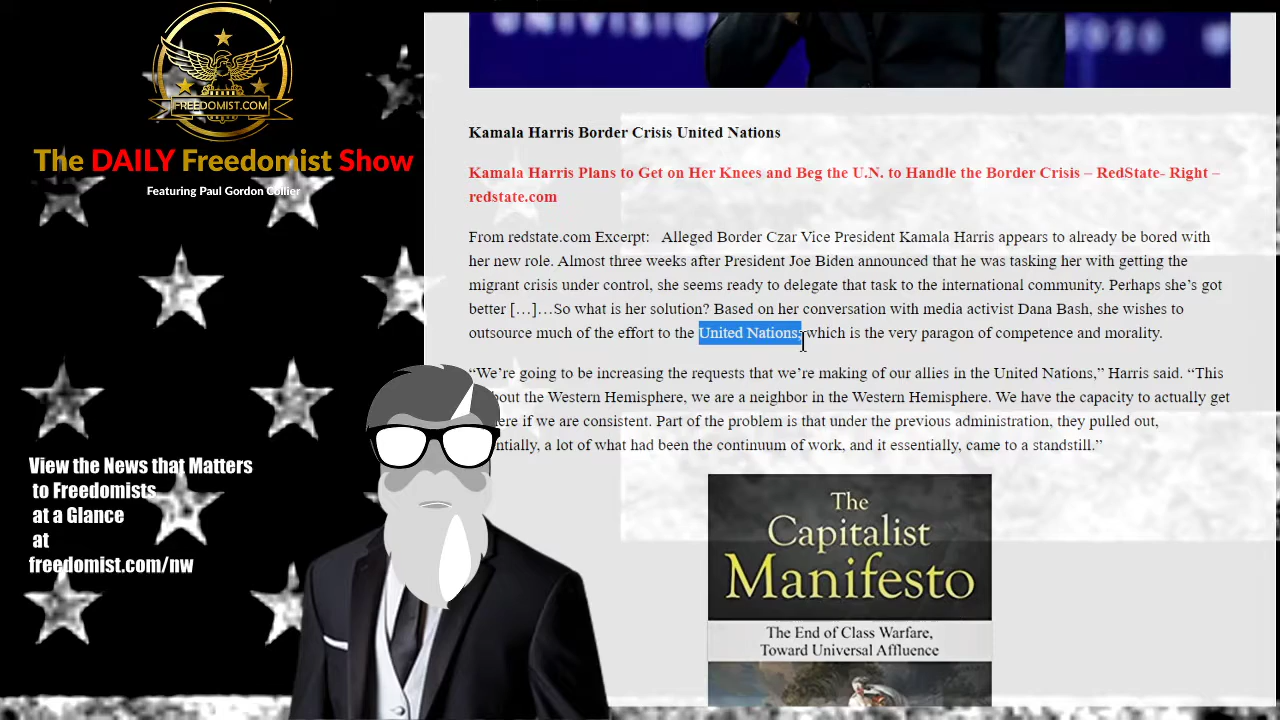 FREEDOMIST.COM
The DAILY Freedomist Show
Featuring Paul Gordon Collier
View the News that Matters
to Freedomists
at a Glance
at
freedomist.com/nw
2020
Kamala Harris Border Crisis United Nations
Kamala Harris Plans to Get on Her Knees and Beg the U.N. to Handle the Border Crisis – RedState- Right –
redstate.com
From redstate.com Excerpt: Alleged Border Czar Vice President Kamala Harris appears to already be bored with
her new role. Almost three weeks after President Joe Biden announced that he was tasking her with getting the
migrant crisis under control, she seems ready to delegate that task to the international community. Perhaps she’s got
better […]…So what is her solution? Based on her conversation with media activist Dana Bash, she wishes to
outsource much of the effort to the United Nations, which is the very paragon of competence and morality.
“We’re going to be increasing the requests that we’re making of our allies in the United Nations,” Harris said. “This
the Western Hemisphere, we are a neighbor in the Western Hemisphere. We have the capacity to actually get
if we are consistent. Part of the problem is that under the previous administration, they pulled out,
a lot of what had been the continuum of work, and it essentially, came to a standstill.”
The
Capitalist
Manifesto
The End of Class Warfare,
Toward Universal Affluence